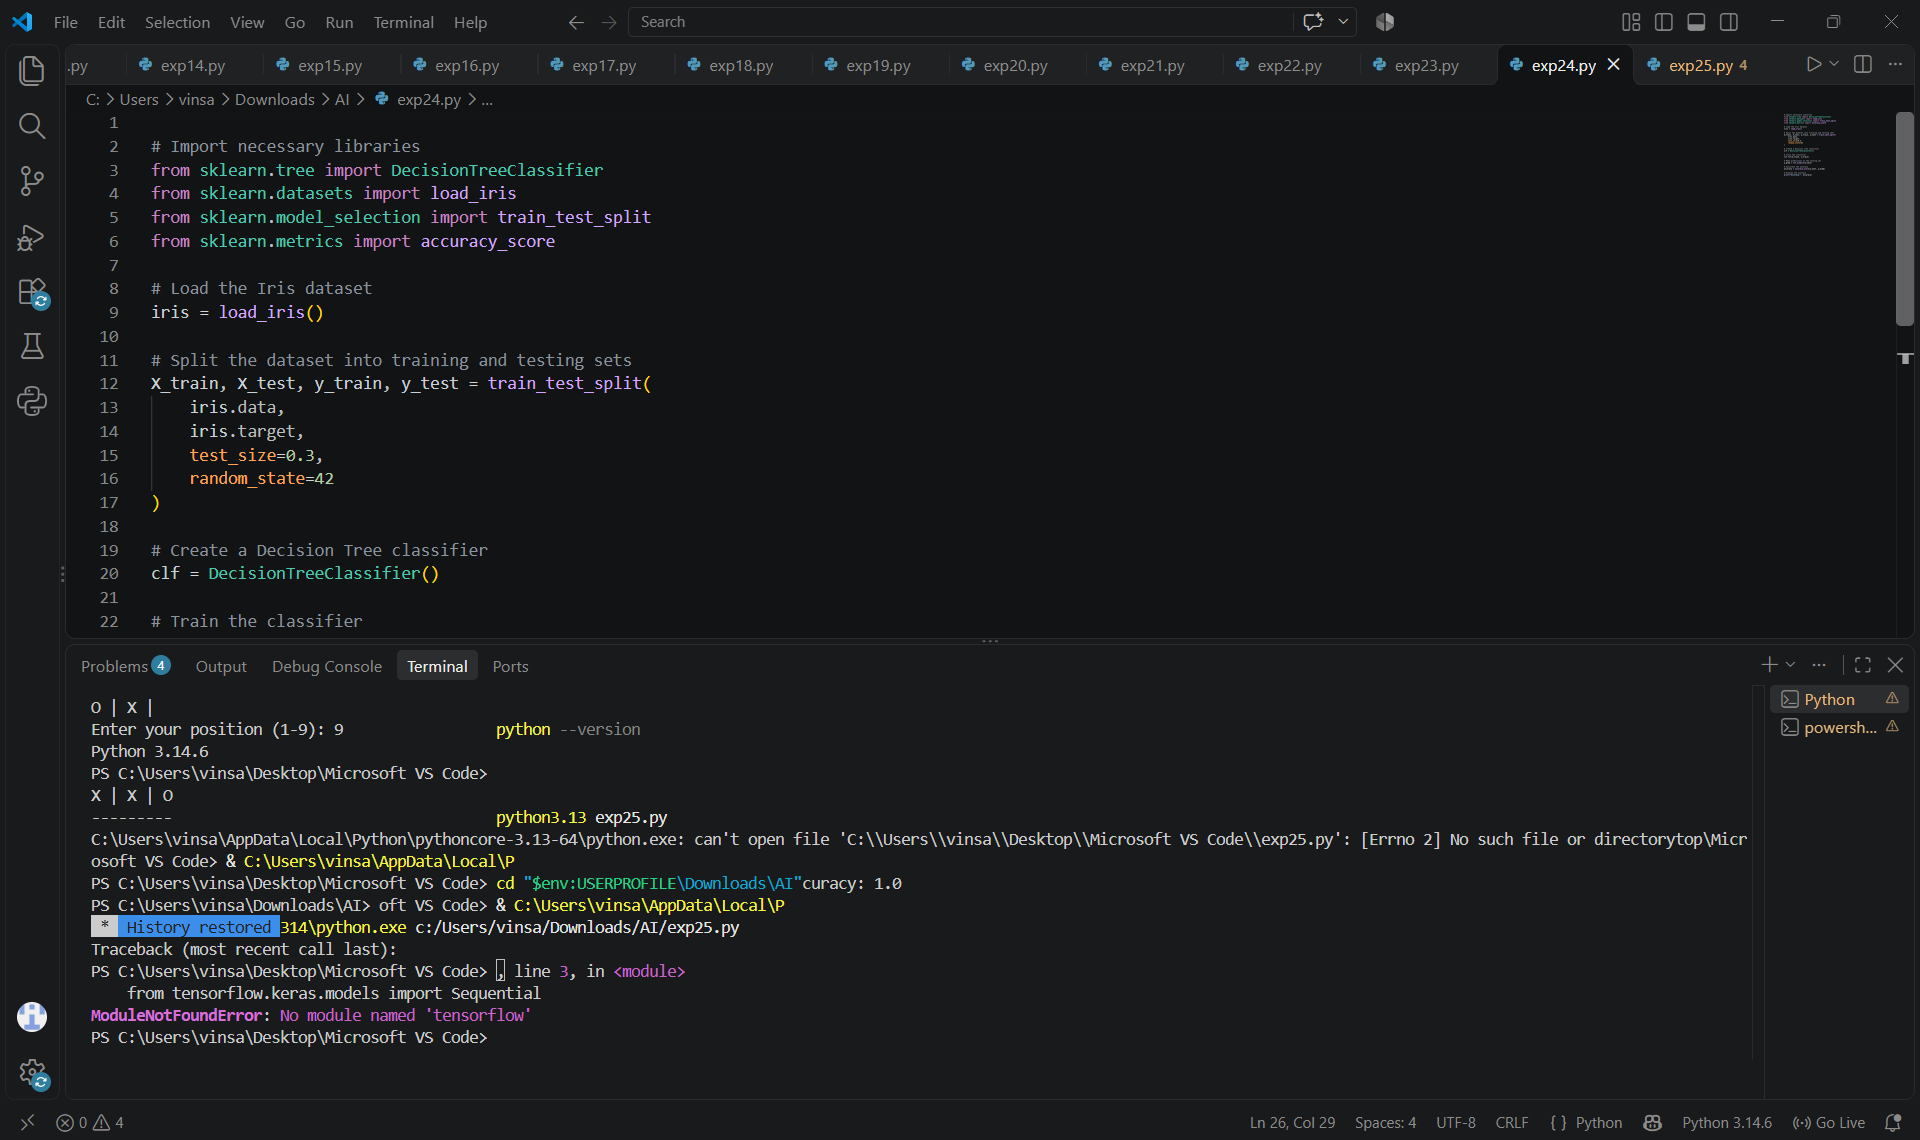 File Edit Selection View Go Run Terminal Help
Search
.py exp14.py exp15.py exp16.py exp17.py exp18.py exp19.py exp20.py exp21.py exp22.py exp23.py exp24.py exp25.py 4
C: > Users > vinsa > Downloads > AI > exp24.py > ...
1
2 # Import necessary libraries
3 from sklearn.tree import DecisionTreeClassifier
4 from sklearn.datasets import load_iris
5 from sklearn.model_selection import train_test_split
6 from sklearn.metrics import accuracy_score
7
8 # Load the Iris dataset
9 iris = load_iris()
10
11 # Split the dataset into training and testing sets
12 X_train, X_test, y_train, y_test = train_test_split(
13 iris.data,
14 iris.target,
15 test_size=0.3,
16 random_state=42
17 )
18
19 # Create a Decision Tree classifier
20 clf = DecisionTreeClassifier()
21
22 # Train the classifier
Problems 4 Output Debug Console Terminal Ports
Python
powersh...
O | X |
Enter your position (1-9): 9 python --version
Python 3.14.6
PS C:\Users\vinsa\Desktop\Microsoft VS Code>
X | X | O
--------- python3.13 exp25.py
C:\Users\vinsa\AppData\Local\Python\pythoncore-3.13-64\python.exe: can't open file 'C:\\Users\\vinsa\\Desktop\\Microsoft VS Code\\exp25.py': [Errno 2] No such file or directorytop\Micr
osoft VS Code> & C:\Users\vinsa\AppData\Local\P
PS C:\Users\vinsa\Desktop\Microsoft VS Code> cd "$env:USERPROFILE\Downloads\AI"curacy: 1.0
PS C:\Users\vinsa\Downloads\AI> oft VS Code> & C:\Users\vinsa\AppData\Local\P
* History restored 314\python.exe c:/Users/vinsa/Downloads/AI/exp25.py
Traceback (most recent call last):
PS C:\Users\vinsa\Desktop\Microsoft VS Code> , line 3, in <module>
from tensorflow.keras.models import Sequential
ModuleNotFoundError: No module named 'tensorflow'
PS C:\Users\vinsa\Desktop\Microsoft VS Code>
0 4 Ln 26, Col 29 Spaces: 4 UTF-8 CRLF { } Python Python 3.14.6 Go Live